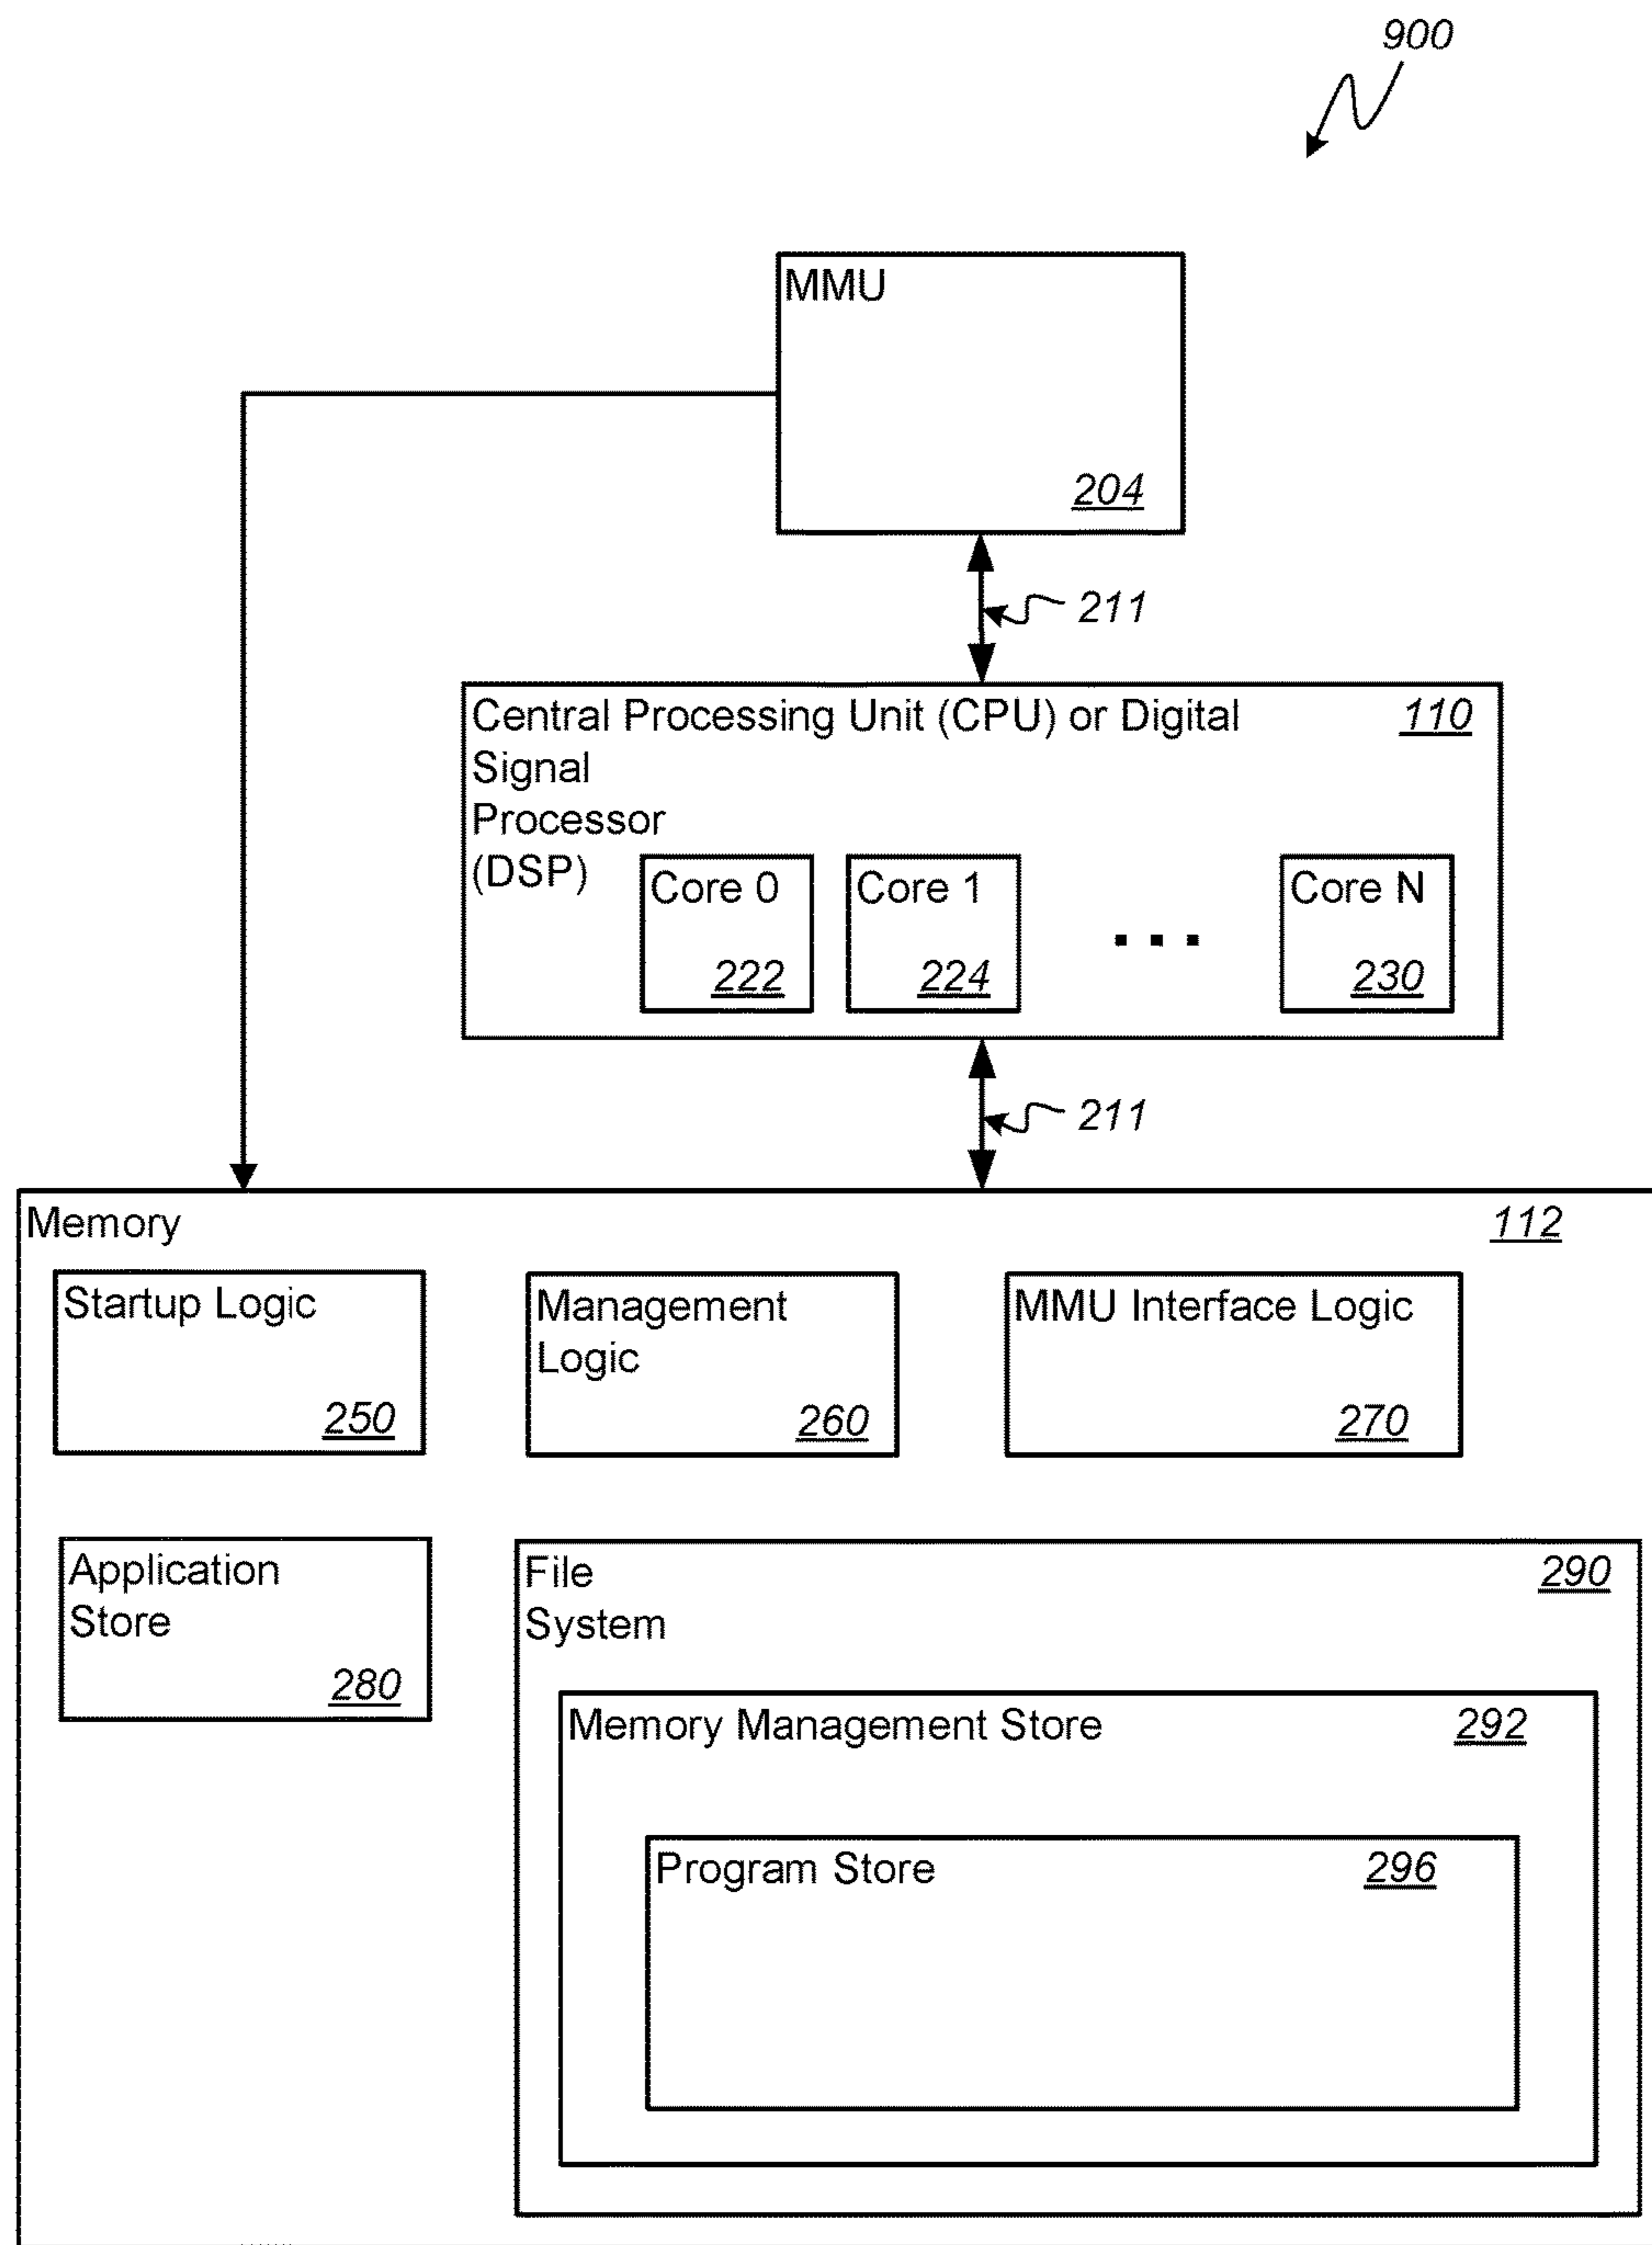 900
MMU
204
211
Central Processing Unit (CPU) or Digital
110
Signal
Processor
(DSP)
Core 0
Core 1
...
Core N
222
224
230
211
Memory
112
Startup Logic
250
Management
Logic
260
MMU Interface Logic
270
Application
Store
280
File
System
290
Memory Management Store
292
Program Store
296